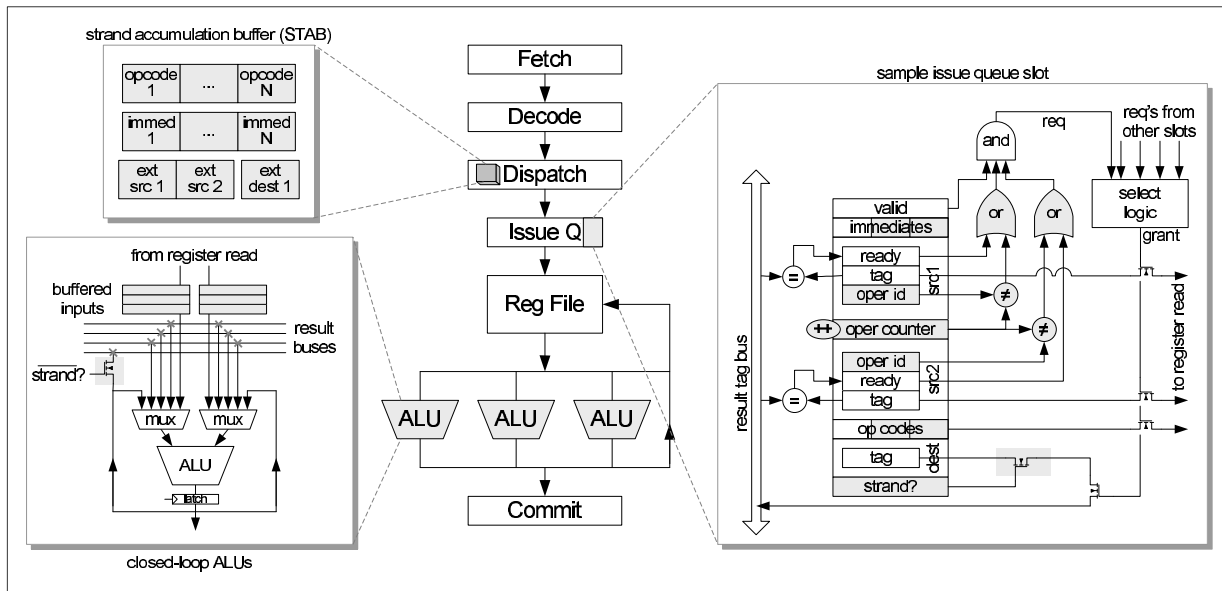 strand accumulation buffer (STAB)
opcode 1
...
opcode N
immed 1
...
immed N
ext src 1
ext src 2
ext dest 1
Fetch
Decode
Dispatch
Issue Q
Reg File
ALU
ALU
ALU
Commit
from register read
buffered inputs
result buses
strand?
mux
mux
ALU
latch
closed-loop ALUs
sample issue queue slot
req's from other slots
req
and
select logic
grant
or
or
valid
immediates
ready
tag
oper id
src1
=
≠
++
oper counter
≠
oper id
ready
tag
src2
=
op codes
tag
dest
strand?
result tag bus
to register read